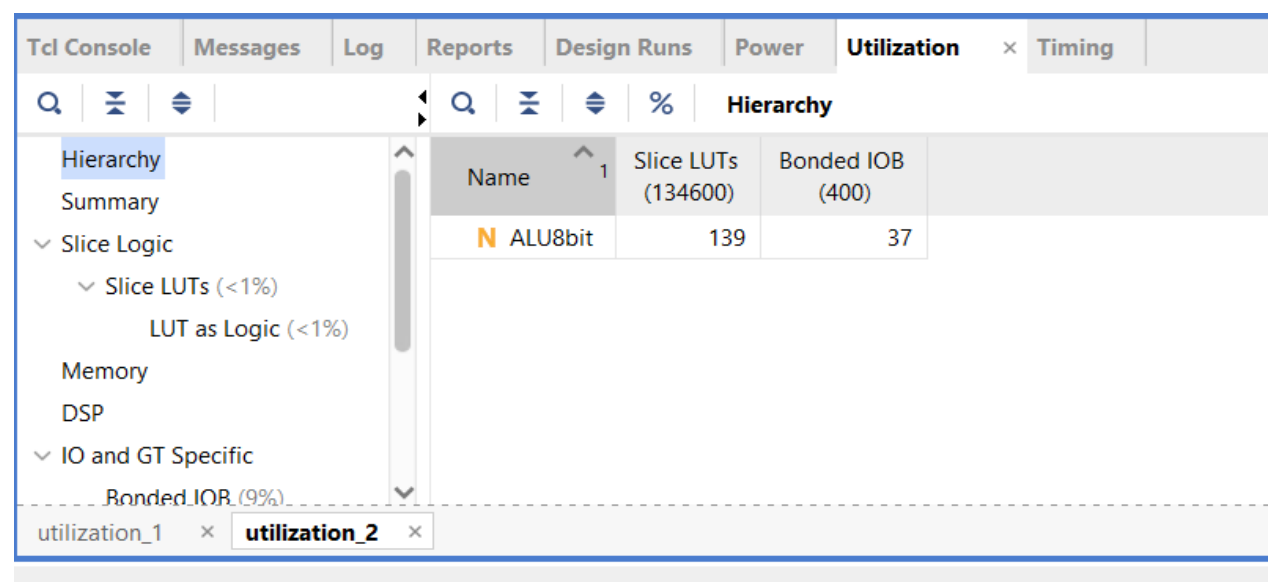 Tcl Console Messages Log Reports Design Runs Power Utilization × Timing
% Hierarchy
Hierarchy
Summary
Slice Logic
Slice LUTs (<1%)
LUT as Logic (<1%)
Memory
DSP
IO and GT Specific
Bonded IOB (9%)
Name 1 Slice LUTs (134600) Bonded IOB (400)
N ALU8bit 139 37
utilization_1 × utilization_2 ×